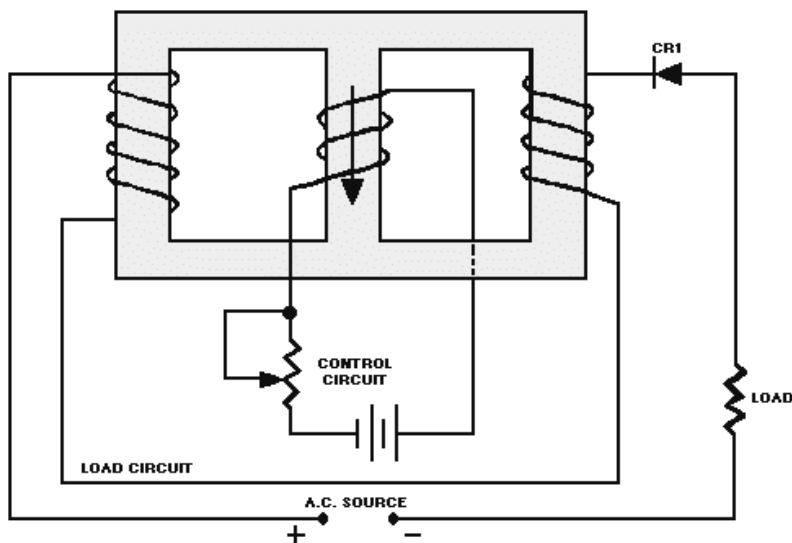 CR1
CONTROL
CIRCUIT
LOAD
LOAD CIRCUIT
A.C. SOURCE
+ −